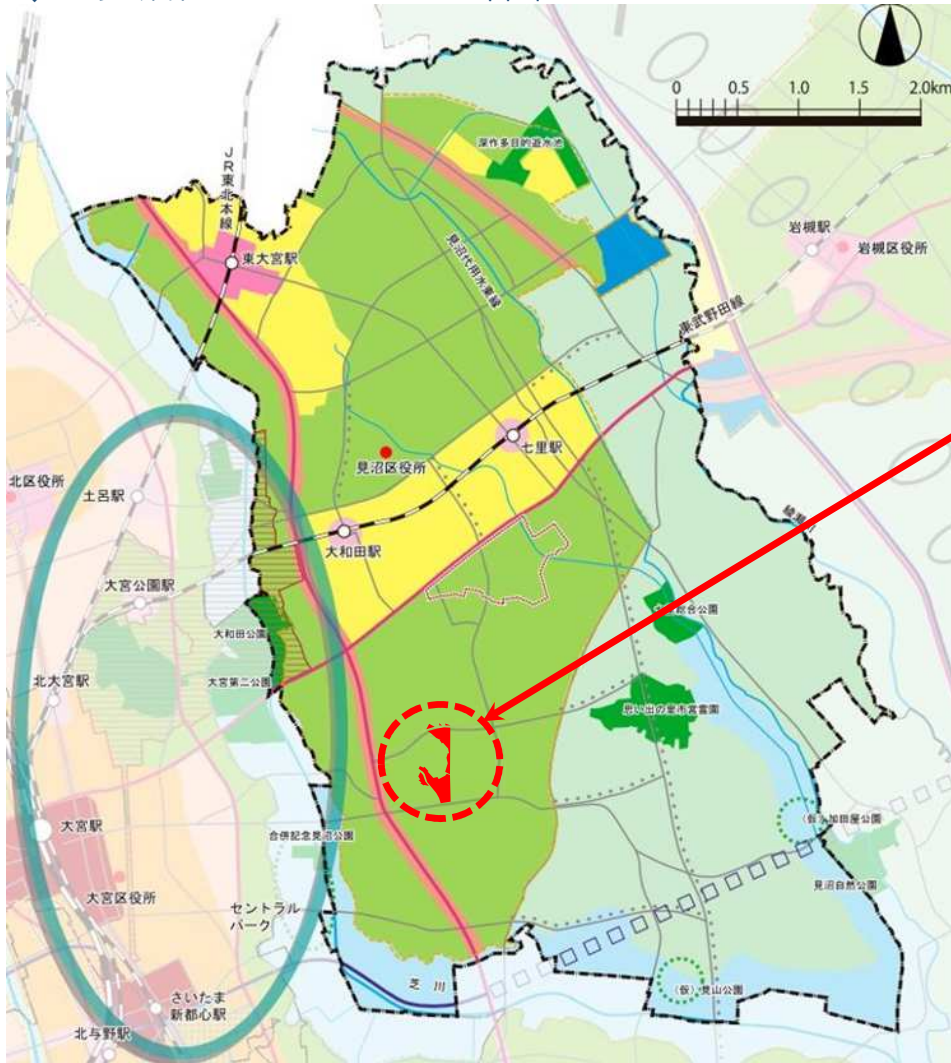 0 0.5 1.0 1.5 2.0km
深作多目的遊水池
JR東北本線
岩槻駅
岩槻区役所
東大宮駅
見沼代用水東縁
東武野田線
七里駅
見沼区役所
北区役所
土呂駅
綾瀬川
大和田駅
大宮公園駅
総合公園
大和田公園
北大宮駅
大宮第二公園
思い出の里市営霊園
大宮駅
合併記念見沼公園
(仮)加田屋公園
見沼自然公園
大宮区役所
セントラル
パーク
芝川
(仮)見山公園
さいたま
新都心駅
北与野駅